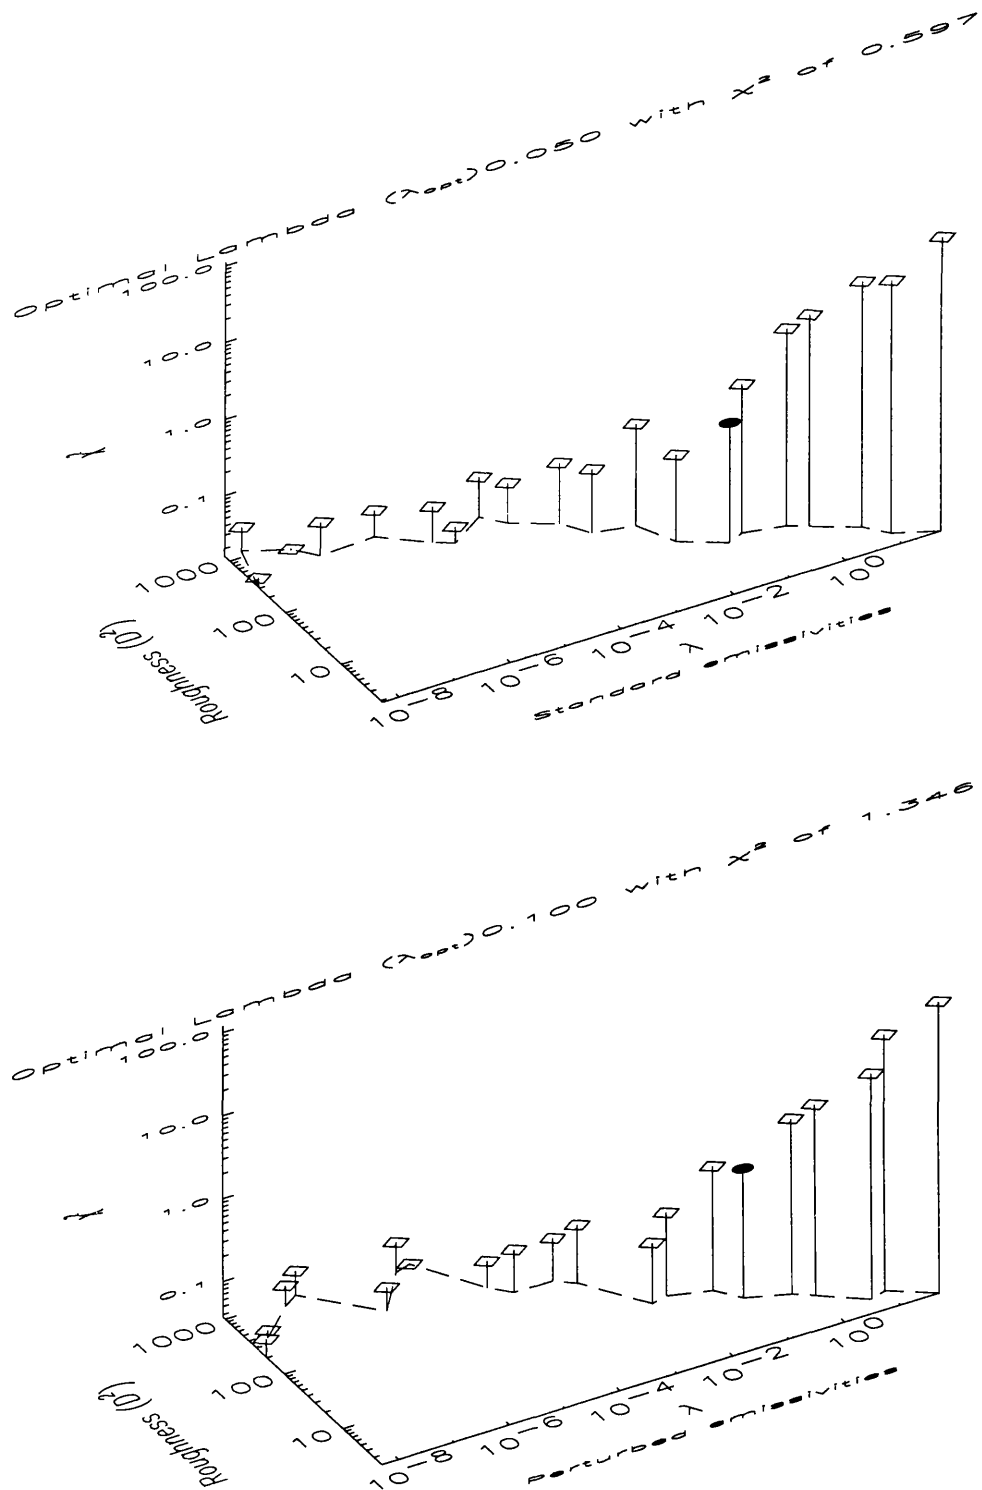 Optimal Lambda (λopt)0.050 with χ² of 0.597
100.0
10.0
1.0
0.1
χ
1000
100
10
Roughness (D²)
10-8
10-6
10-4
10-2
100
λ
Standard emissivities
Optimal Lambda (λopt)0.100 with χ² of 1.346
100.0
10.0
1.0
0.1
χ
1000
100
10
Roughness (D²)
10-8
10-6
10-4
10-2
100
λ
Perturbed emissivities